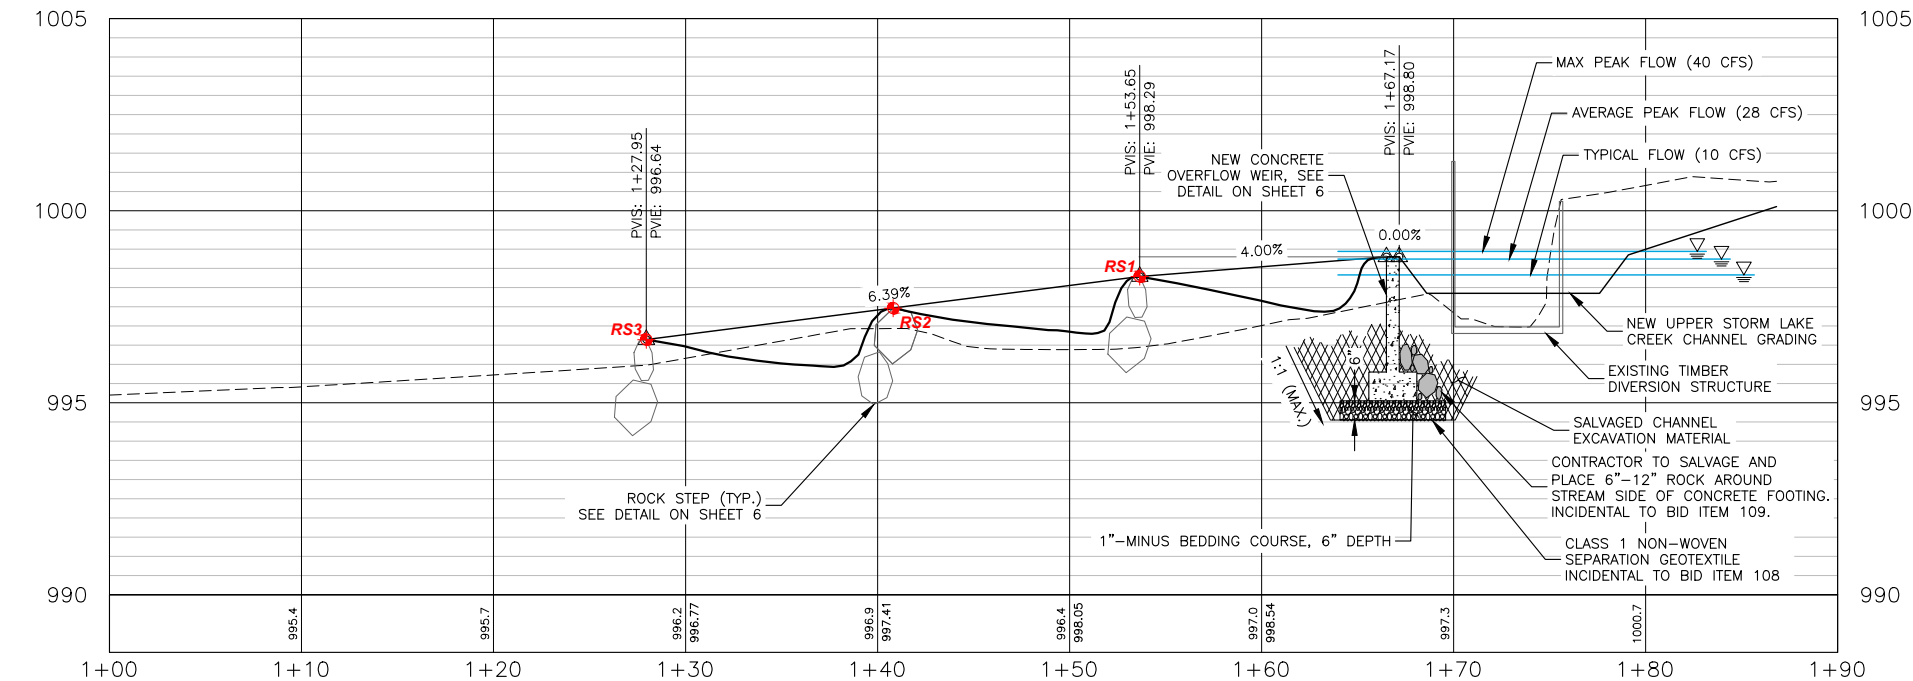 1005
1005
MAX PEAK FLOW (40 CFS)
AVERAGE PEAK FLOW (28 CFS)
TYPICAL FLOW (10 CFS)
PVIS: 1+67.17
PVIE: 998.80
PVIS: 1+53.65
PVIE: 998.29
PVIS: 1+27.95
PVIE: 996.64
NEW CONCRETE
OVERFLOW WEIR, SEE
DETAIL ON SHEET 6
1000
1000
0.00%
4.00%
RS1
6.39%
RS2
RS3
NEW UPPER STORM LAKE
CREEK CHANNEL GRADING
EXISTING TIMBER
DIVERSION STRUCTURE
6"
1:1 (MAX.)
995
995
SALVAGED CHANNEL
EXCAVATION MATERIAL
CONTRACTOR TO SALVAGE AND
PLACE 6"-12" ROCK AROUND
STREAM SIDE OF CONCRETE FOOTING.
INCIDENTAL TO BID ITEM 109.
ROCK STEP (TYP.)
SEE DETAIL ON SHEET 6
1"-MINUS BEDDING COURSE, 6" DEPTH
CLASS 1 NON-WOVEN
SEPARATION GEOTEXTILE
INCIDENTAL TO BID ITEM 108
990
990
995.4
995.7
996.2
996.77
996.9
997.41
996.4
998.05
997.0
998.54
997.3
1000.7
1+00
1+10
1+20
1+30
1+40
1+50
1+60
1+70
1+80
1+90